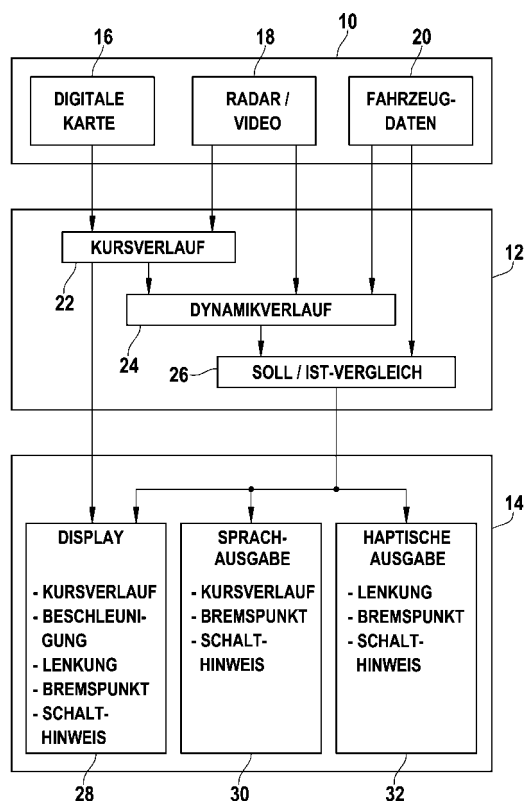 16
18
10
20
DIGITALE
KARTE
RADAR /
VIDEO
FAHRZEUG-
DATEN
KURSVERLAUF
22
12
DYNAMIKVERLAUF
24
26
SOLL / IST-VERGLEICH
14
DISPLAY
- KURSVERLAUF
- BESCHLEUNI-
GUNG
- LENKUNG
- BREMSPUNKT
- SCHALT-
HINWEIS
SPRACH-
AUSGABE
- KURSVERLAUF
- BREMSPUNKT
- SCHALT-
HINWEIS
HAPTISCHE
AUSGABE
- LENKUNG
- BREMSPUNKT
- SCHALT-
HINWEIS
28
30
32